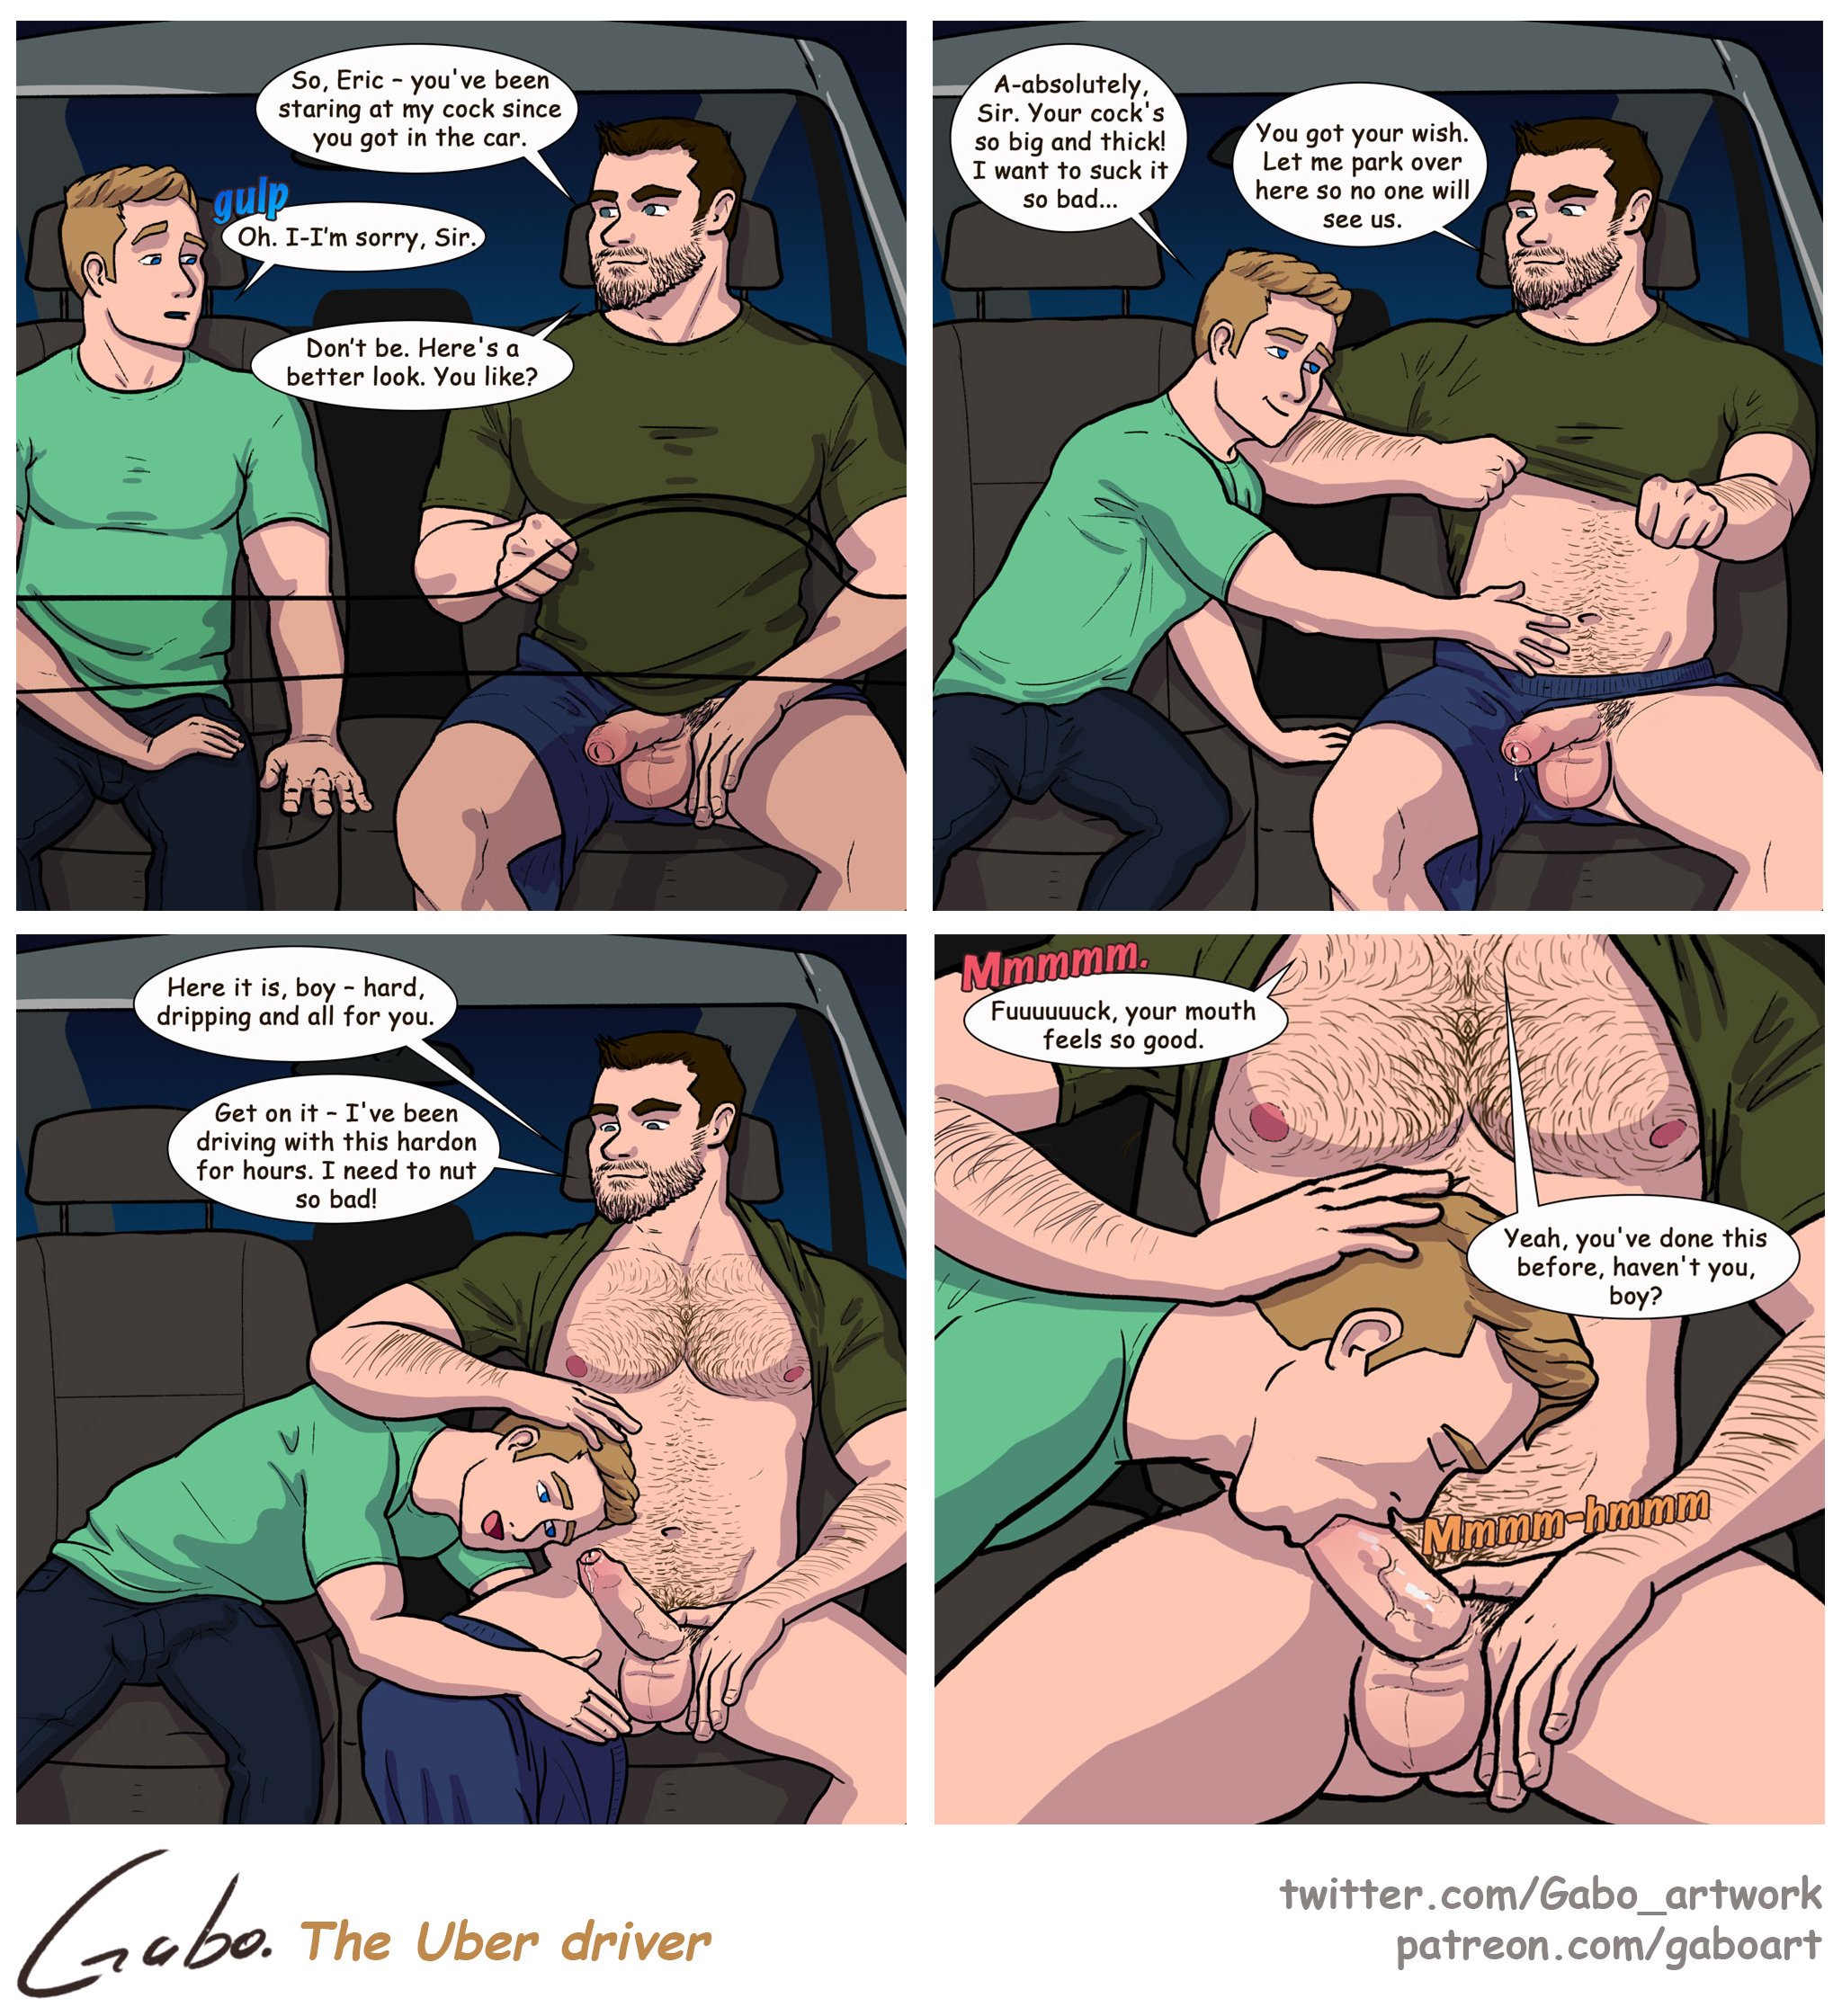 So, Eric – you've been
staring at my cock since
you got in the car.
gulp
Oh. I-I'm sorry, Sir.
Don't be. Here's a
better look. You like?
A-absolutely,
Sir. Your cock's
so big and thick!
I want to suck it
so bad...
You got your wish.
Let me park over
here so no one will
see us.
Here it is, boy – hard,
dripping and all for you.
Get on it – I've been
driving with this hardon
for hours. I need to nut
so bad!
Mmmmm.
Fuuuuuuck, your mouth
feels so good.
Yeah, you've done this
before, haven't you,
boy?
Mmmm-hmmm
Gabo. The Uber driver
twitter.com/Gabo_artwork
patreon.com/gaboart